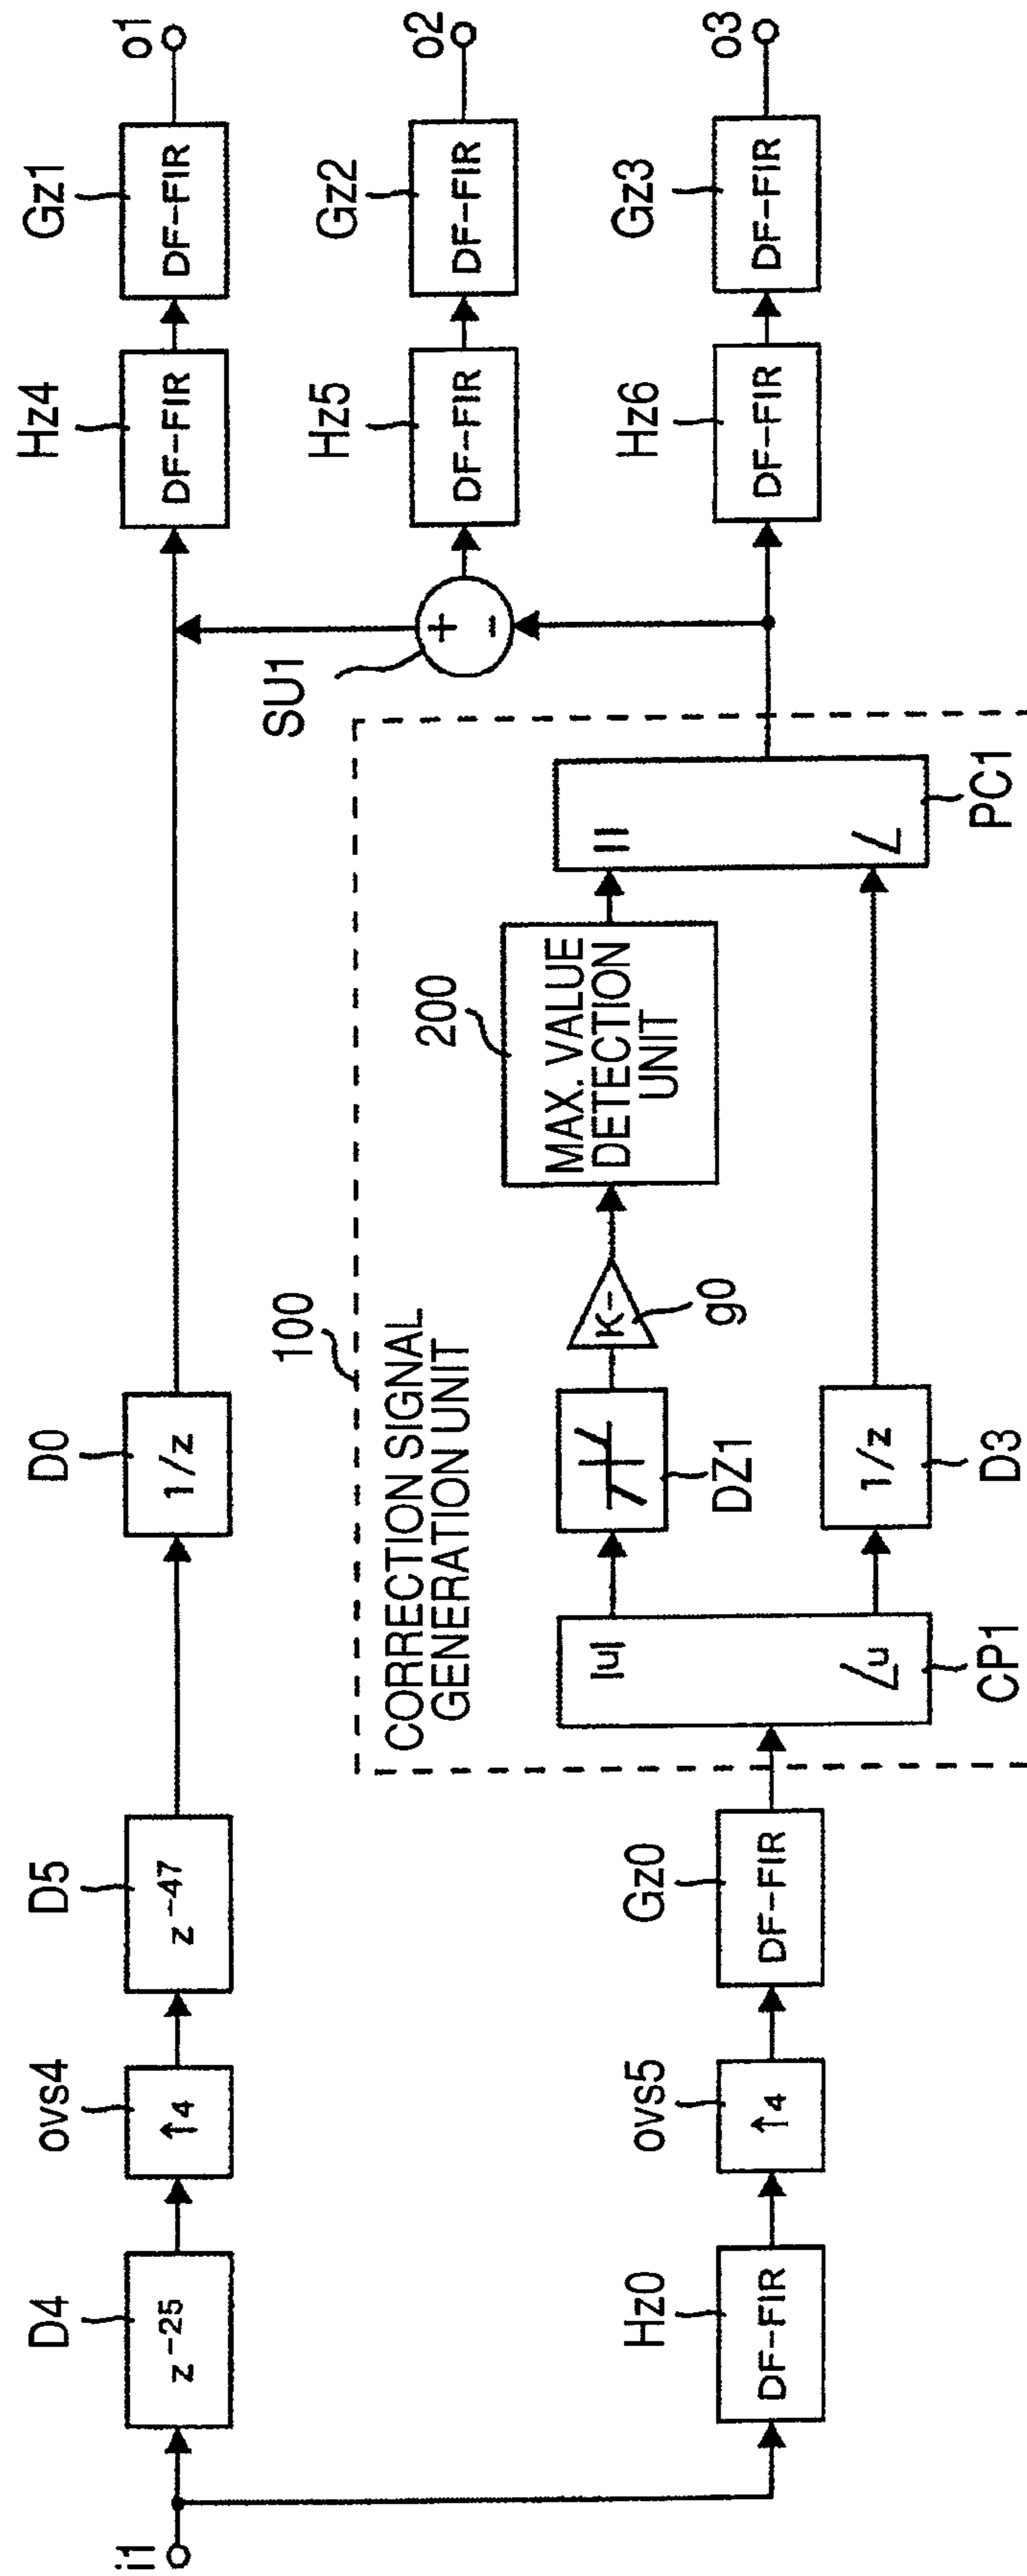 i1
D4
z⁻²⁵
ovs4
↑4
D5
z⁻⁴⁷
D0
1/z
Hz4
DF-FIR
Gz1
DF-FIR
o1
SU1
+
−
Hz5
DF-FIR
Gz2
DF-FIR
o2
100
CORRECTION SIGNAL
GENERATION UNIT
Hz0
DF-FIR
ovs5
↑4
Gz0
DF-FIR
|u|
∠u
CP1
DZ1
K-
g0
200
MAX. VALUE
DETECTION
UNIT
1/z
D3
||
∠
PC1
Hz6
DF-FIR
Gz3
DF-FIR
o3